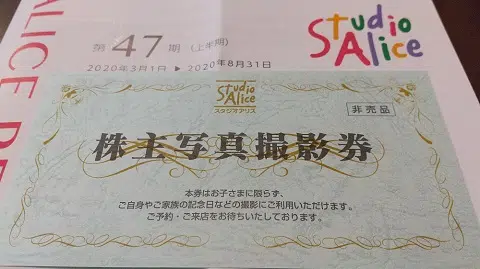 第47期(上半期)
2020年3月1日 ▶ 2020年8月31日
Studio Alice
ALICE RE
Studio Alice
スタジオアリス
非売品
株主写真撮影券
本券はお子さまに限らず、
ご自身やご家族の記念日などの撮影にご利用いただけます。
ご予約・ご来店をお待ちいたしております。